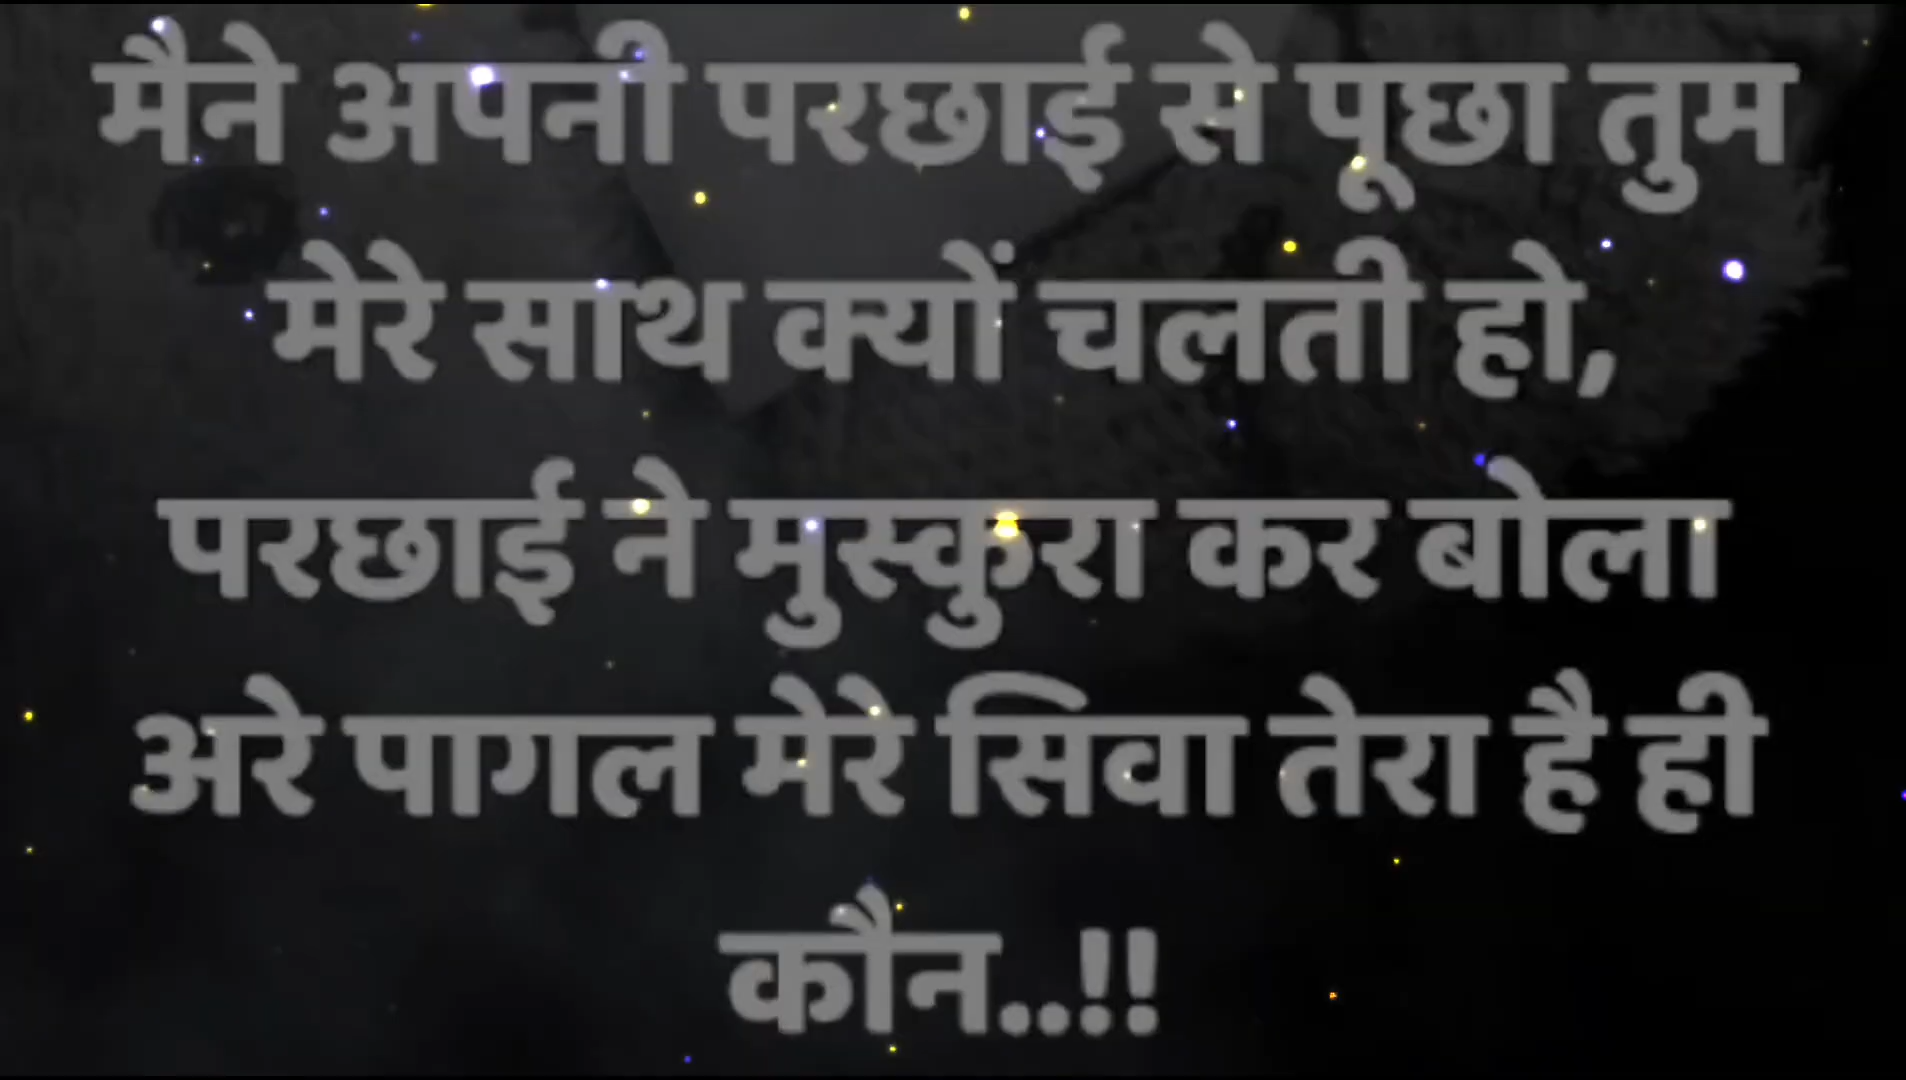 मैने अपनी परछाई से पूछा तुम
मेरे साथ क्यों चलती हो,
परछाई ने मुस्कुरा कर बोला
अरे पागल मेरे सिवा तेरा है ही
कौन..!!